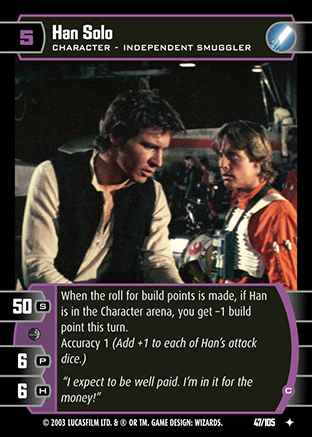 5
Han Solo
CHARACTER - INDEPENDENT SMUGGLER
50 S
When the roll for build points is made, if Han
is in the Character arena, you get –1 build
point this turn.
Accuracy 1 (Add +1 to each of Han's attack
dice.)
6 P
6 H
"I expect to be well paid. I'm in it for the
money!"
C
© 2003 LUCASFILM LTD. & ® OR TM. GAME DESIGN: WIZARDS.
47/105